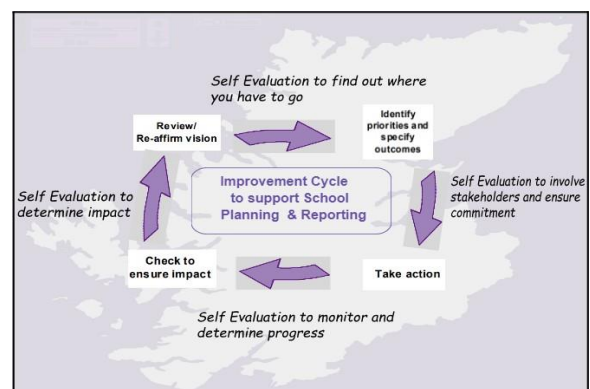 Self Evaluation to find out where
you have to go
Review/
Re-affirm vision
Identify
priorities and
specify
outcomes
Self Evaluation to
determine impact
Improvement Cycle
to support School
Planning & Reporting
Self Evaluation to involve
stakeholders and ensure
commitment
Check to
ensure impact
Take action
Self Evaluation to monitor and
determine progress